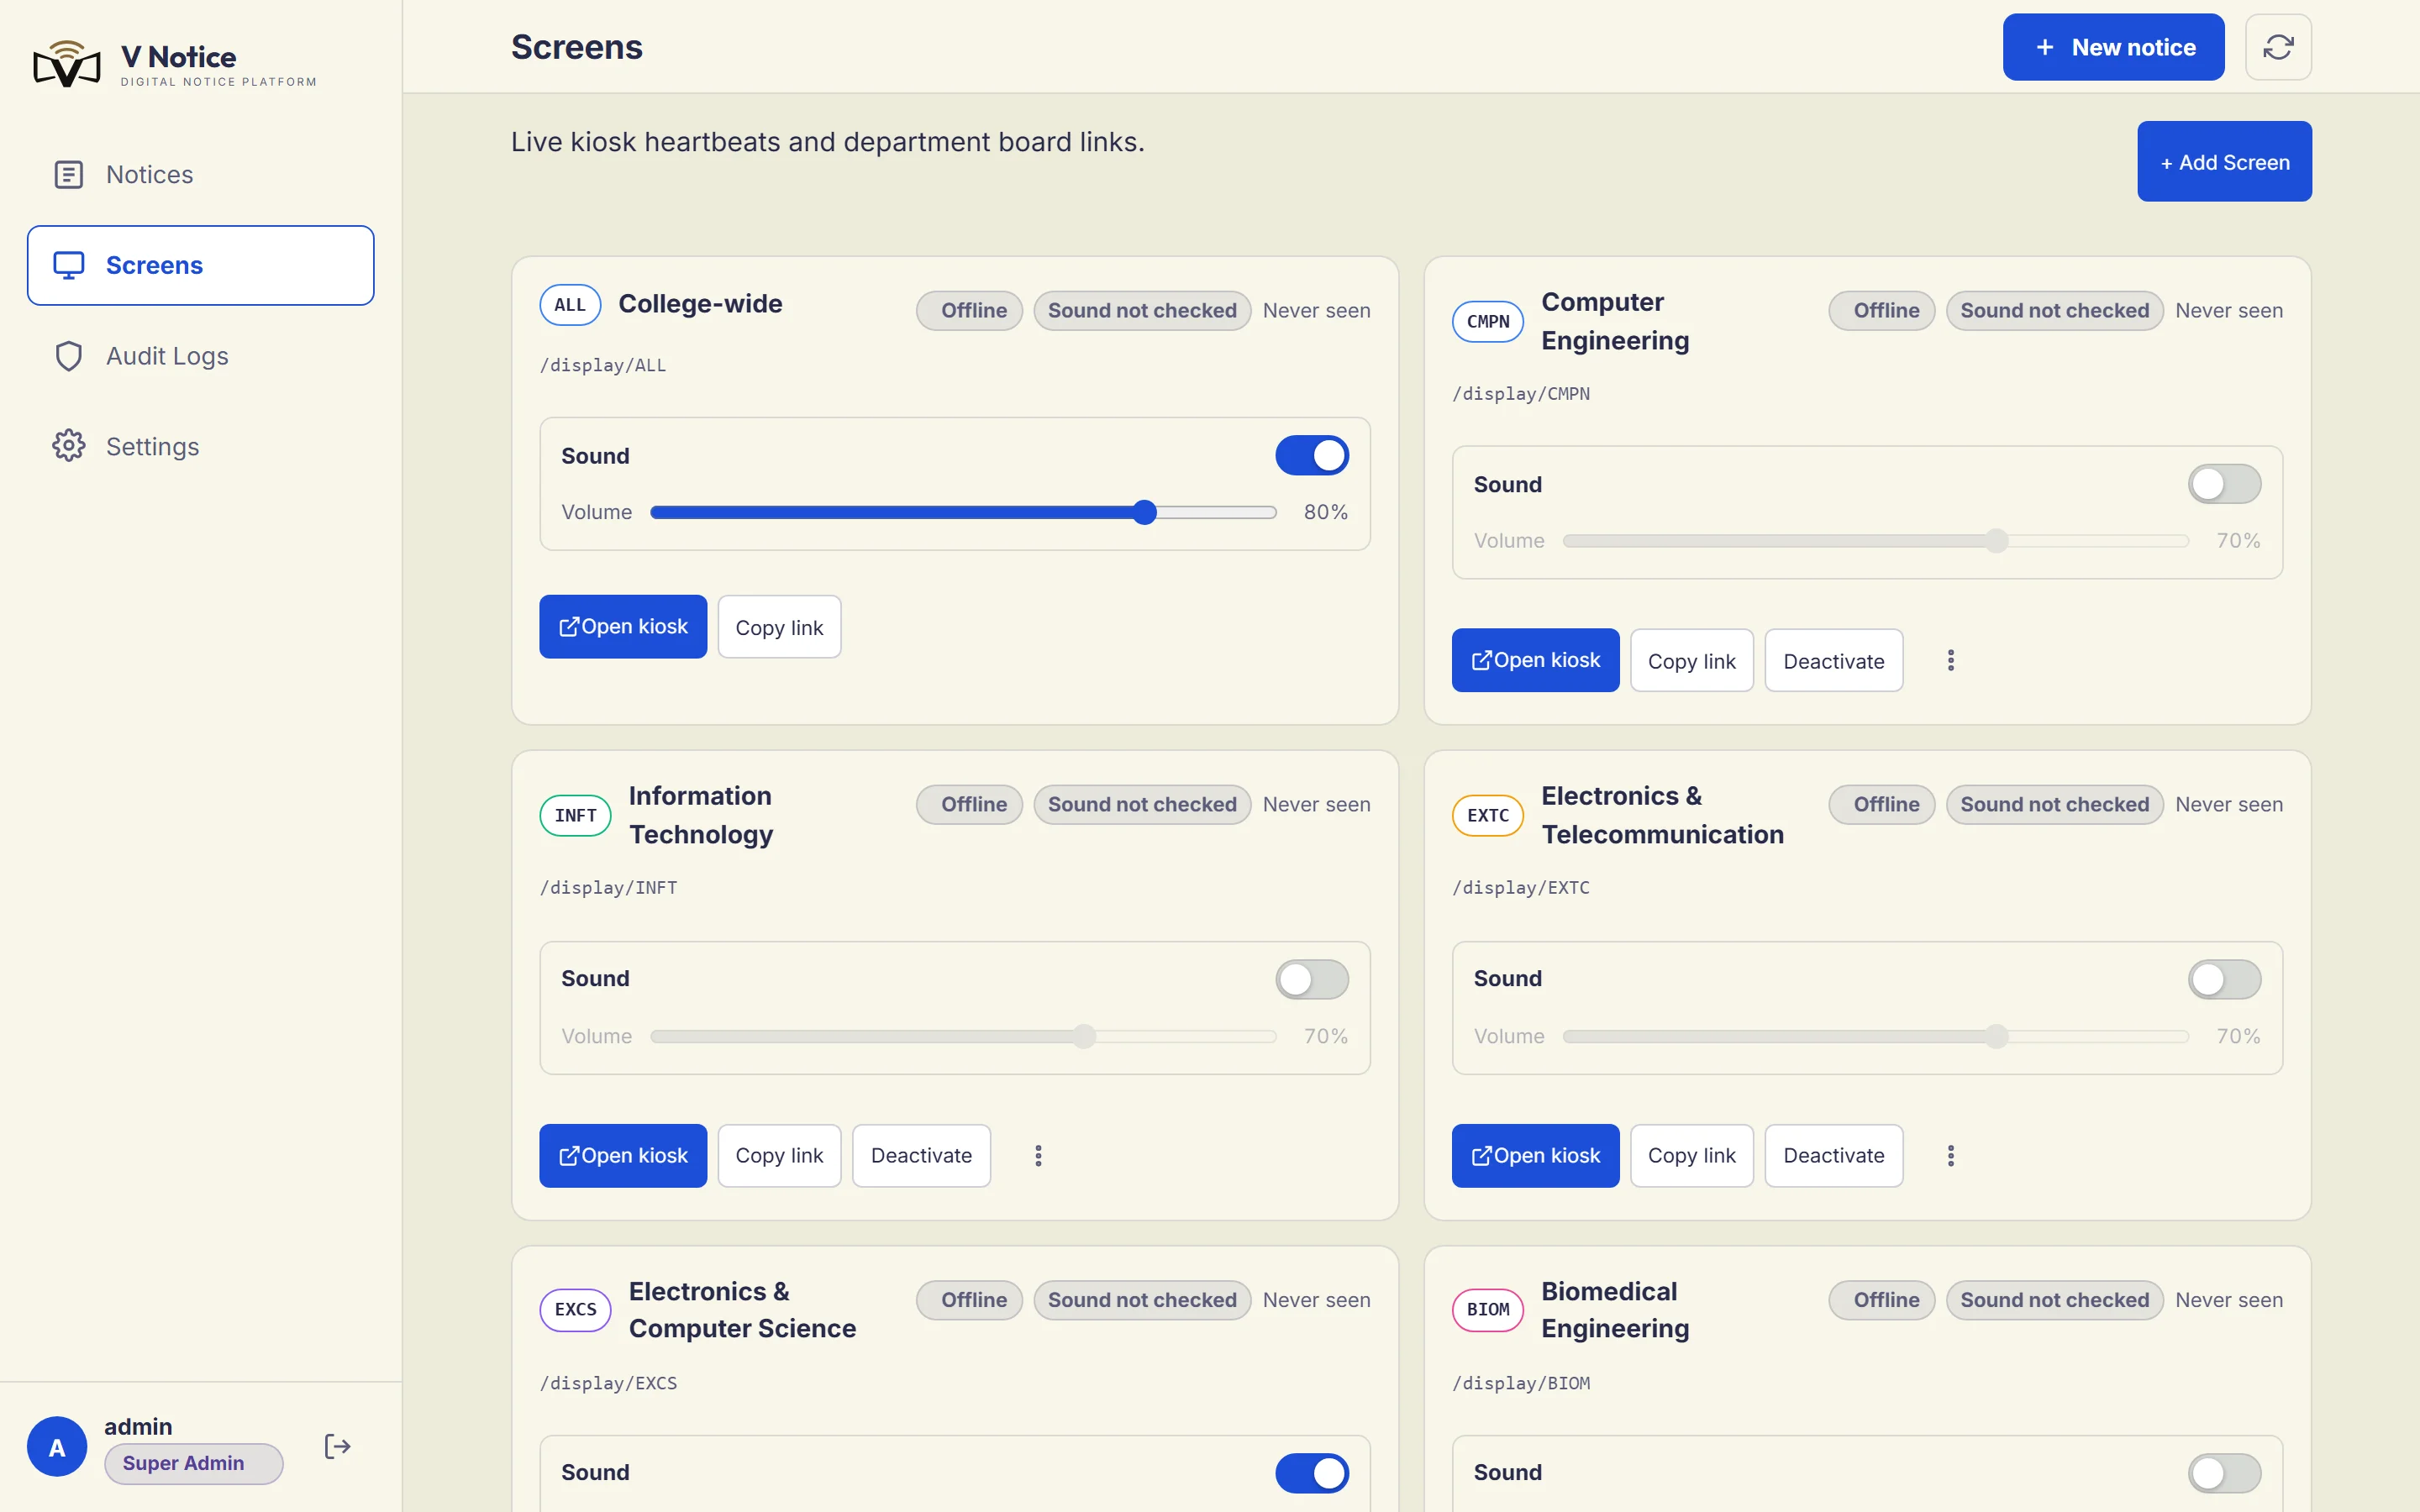 V Notice
DIGITAL NOTICE PLATFORM
Notices
Screens
Audit Logs
Settings
A
admin
Super Admin
Screens
+ New notice
Live kiosk heartbeats and department board links.
+ Add Screen
ALL College-wide Offline Sound not checked Never seen
/display/ALL
Sound
Volume 80%
Open kiosk Copy link
CMPN Computer
Engineering
Offline Sound not checked Never seen
/display/CMPN
Sound
Volume 70%
Open kiosk Copy link Deactivate
INFT Information
Technology
Offline Sound not checked Never seen
/display/INFT
Sound
Volume 70%
Open kiosk Copy link Deactivate
EXTC Electronics &
Telecommunication
Offline Sound not checked Never seen
/display/EXTC
Sound
Volume 70%
Open kiosk Copy link Deactivate
EXCS Electronics &
Computer Science
Offline Sound not checked Never seen
/display/EXCS
Sound
BIOM Biomedical
Engineering
Offline Sound not checked Never seen
/display/BIOM
Sound